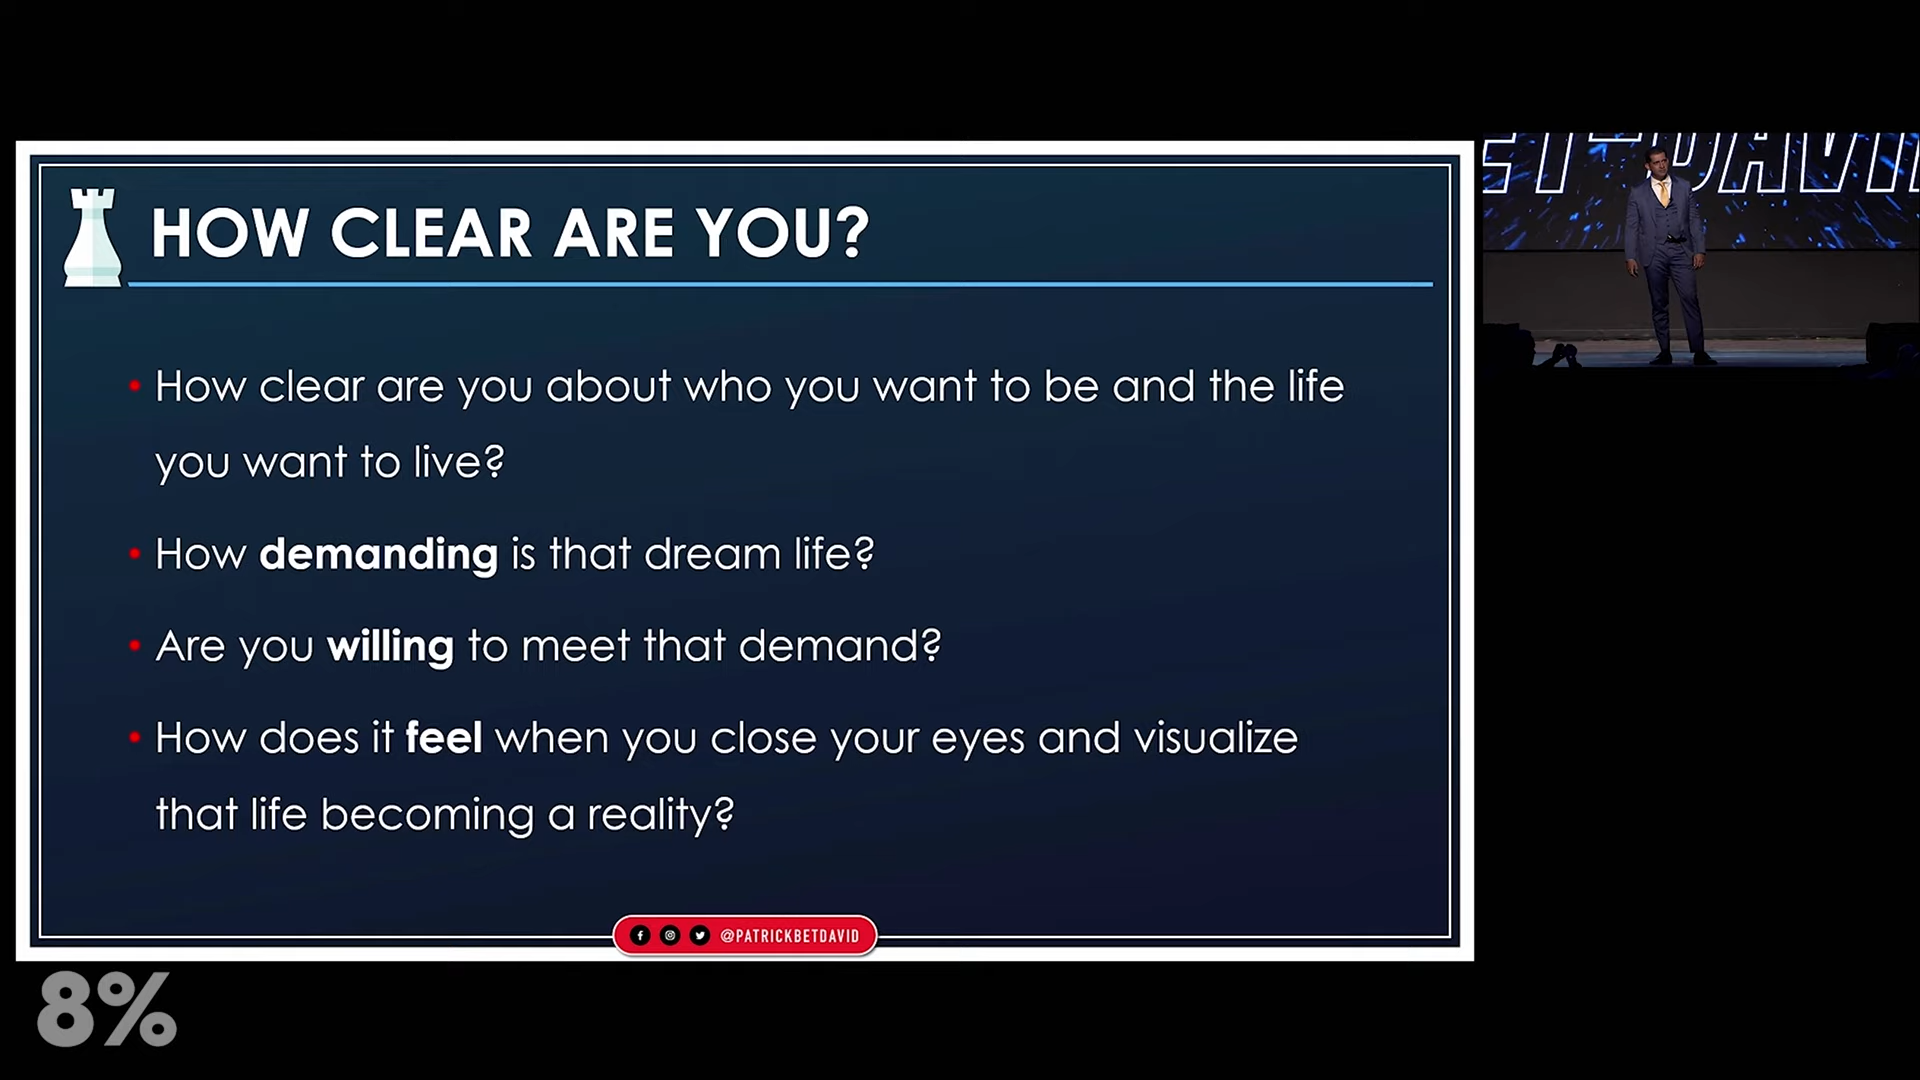 HOW CLEAR ARE YOU?
• How clear are you about who you want to be and the life
you want to live?
• How demanding is that dream life?
• Are you willing to meet that demand?
• How does it feel when you close your eyes and visualize
that life becoming a reality?
@PATRICKBETDAVID
ET-DAVI
8%